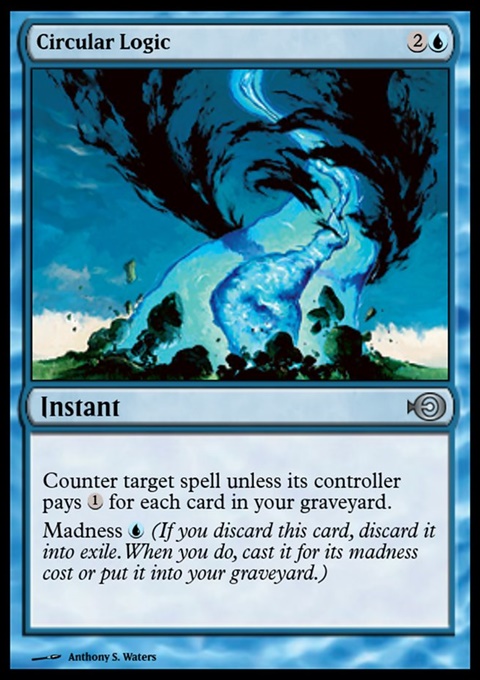 Circular Logic 2
Instant
Counter target spell unless its controller
pays 1 for each card in your graveyard.
Madness (If you discard this card, discard it
into exile. When you do, cast it for its madness
cost or put it into your graveyard.)
Anthony S. Waters